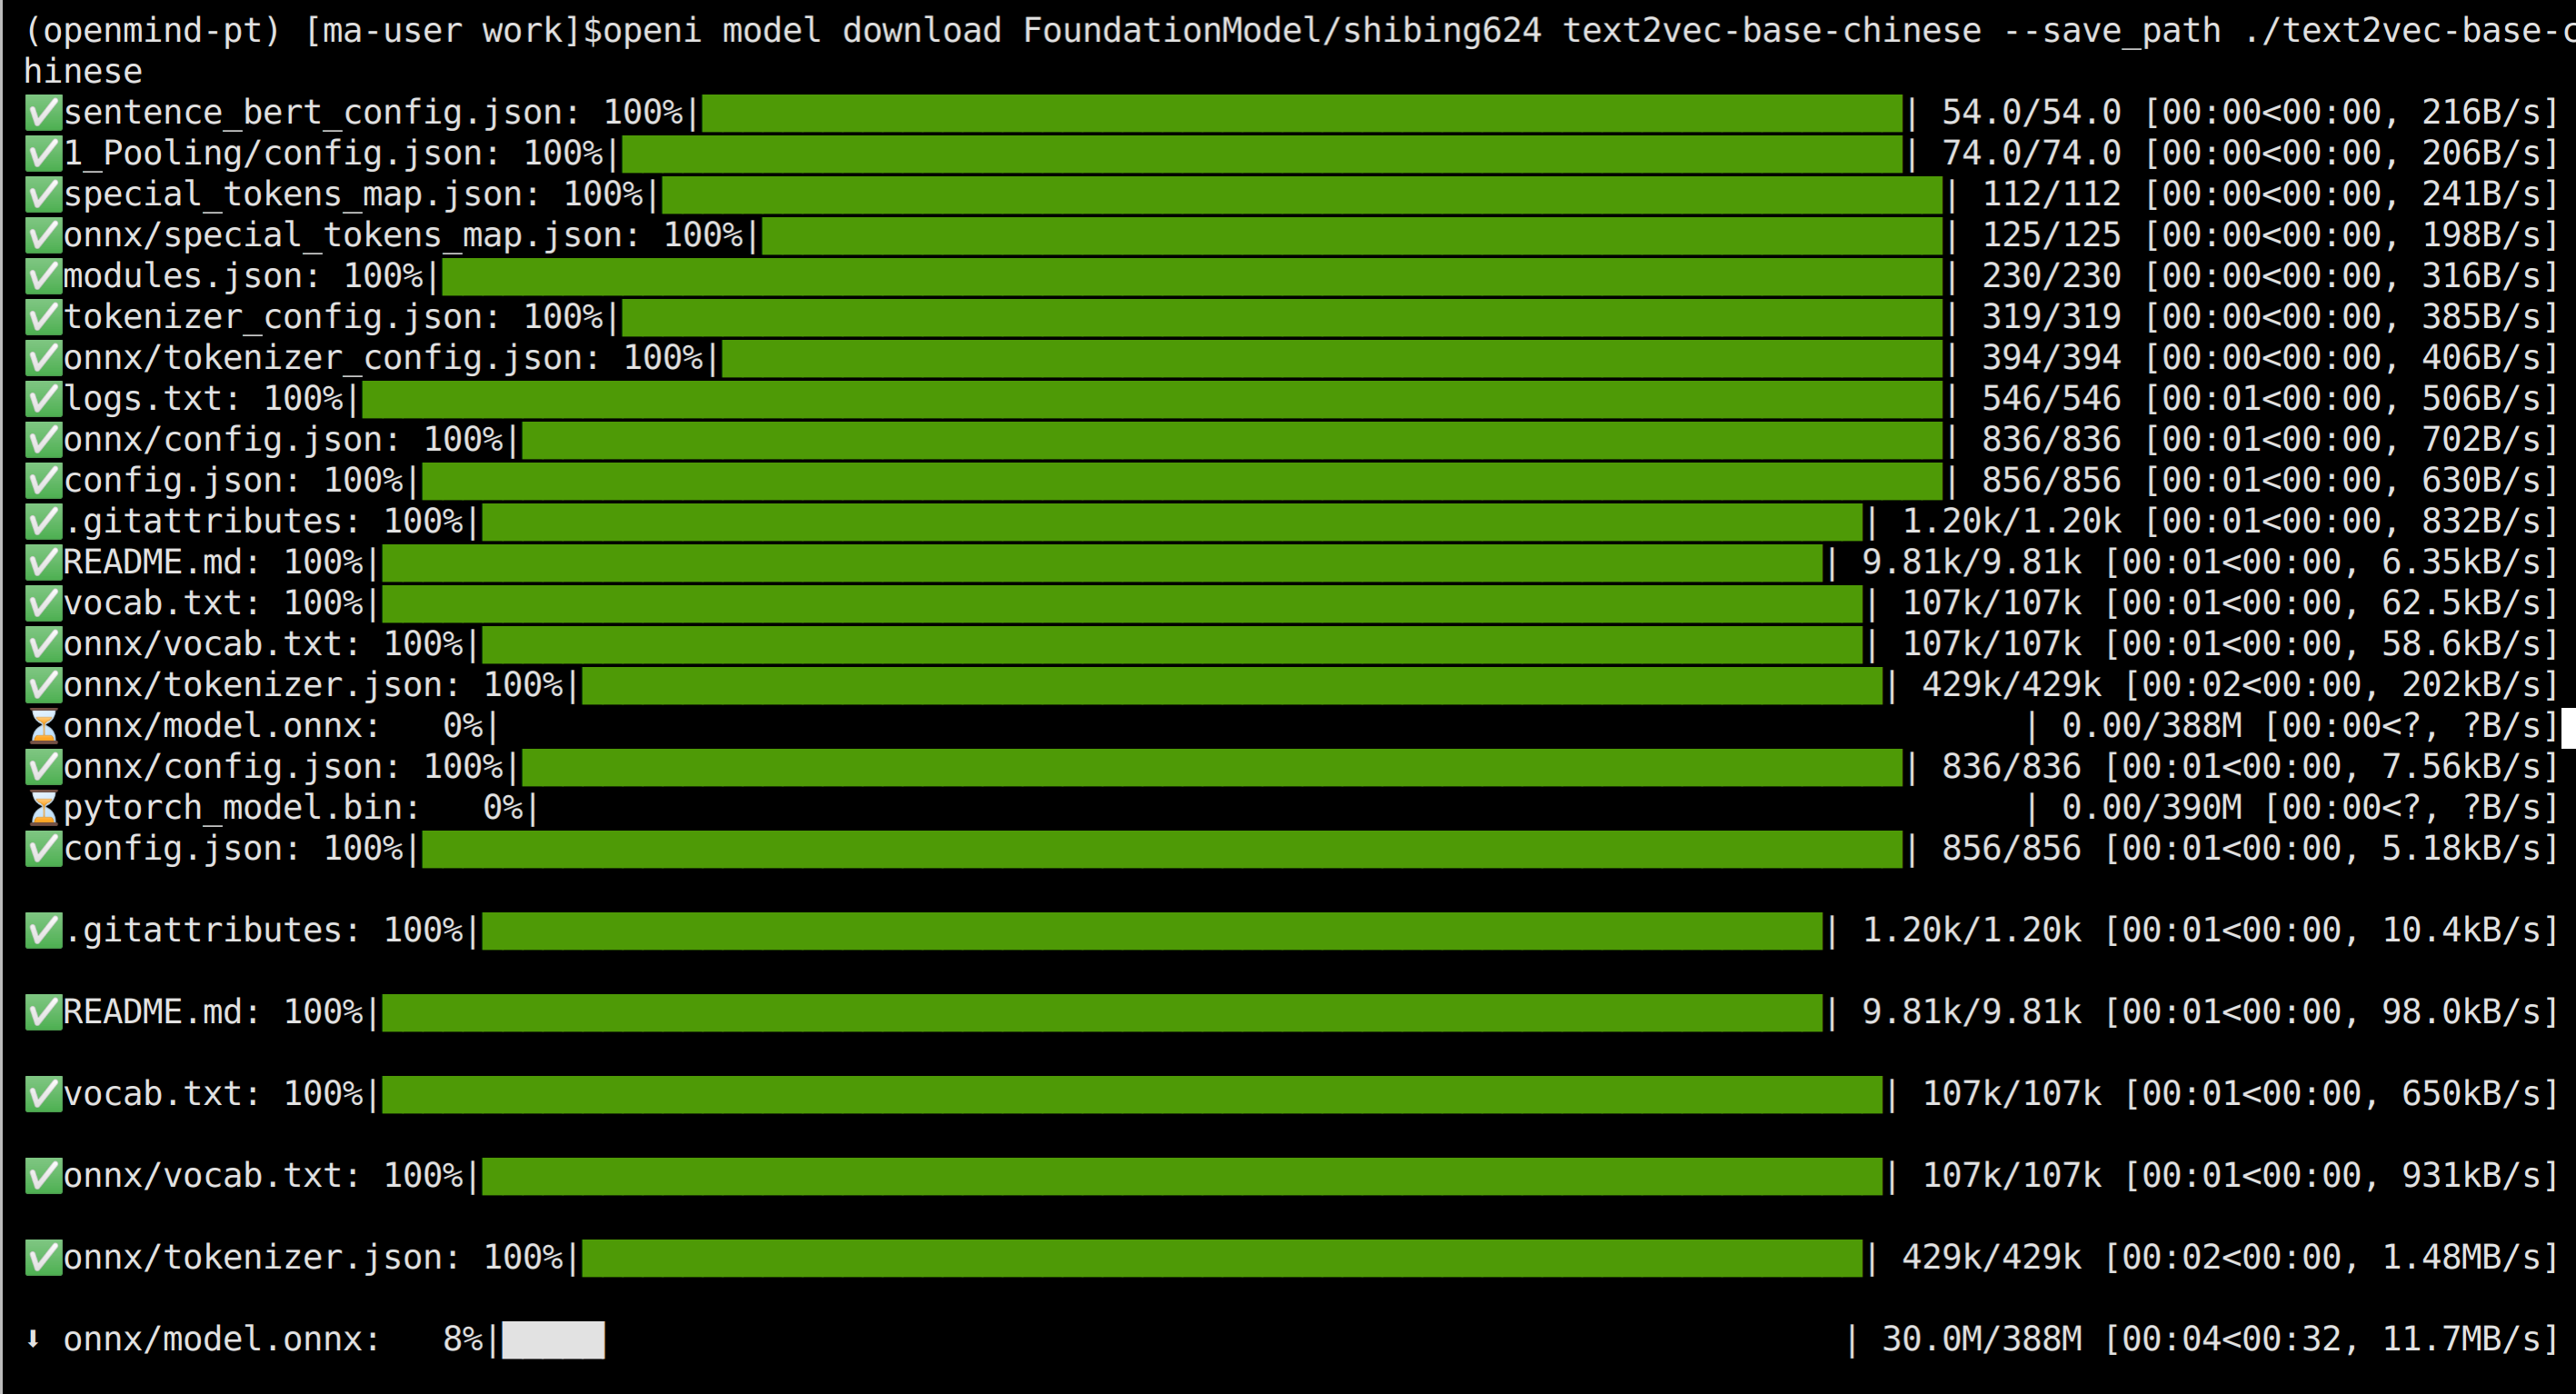 (openmind-pt) [ma-user work]$openi model download FoundationModel/shibing624 text2vec-base-chinese --save_path ./text2vec-base-c
hinese
✅sentence_bert_config.json: 100%|| 54.0/54.0 [00:00<00:00, 216B/s]
✅1_Pooling/config.json: 100%|| 74.0/74.0 [00:00<00:00, 206B/s]
✅special_tokens_map.json: 100%|| 112/112 [00:00<00:00, 241B/s]
✅onnx/special_tokens_map.json: 100%|| 125/125 [00:00<00:00, 198B/s]
✅modules.json: 100%|| 230/230 [00:00<00:00, 316B/s]
✅tokenizer_config.json: 100%|| 319/319 [00:00<00:00, 385B/s]
✅onnx/tokenizer_config.json: 100%|| 394/394 [00:00<00:00, 406B/s]
✅logs.txt: 100%|| 546/546 [00:01<00:00, 506B/s]
✅onnx/config.json: 100%|| 836/836 [00:01<00:00, 702B/s]
✅config.json: 100%|| 856/856 [00:01<00:00, 630B/s]
✅.gitattributes: 100%|| 1.20k/1.20k [00:01<00:00, 832B/s]
✅README.md: 100%|| 9.81k/9.81k [00:01<00:00, 6.35kB/s]
✅vocab.txt: 100%|| 107k/107k [00:01<00:00, 62.5kB/s]
✅onnx/vocab.txt: 100%|| 107k/107k [00:01<00:00, 58.6kB/s]
✅onnx/tokenizer.json: 100%|| 429k/429k [00:02<00:00, 202kB/s]
⌛onnx/model.onnx:   0%|| 0.00/388M [00:00<?, ?B/s]
✅onnx/config.json: 100%|| 836/836 [00:01<00:00, 7.56kB/s]
⌛pytorch_model.bin:   0%|| 0.00/390M [00:00<?, ?B/s]
✅config.json: 100%|| 856/856 [00:01<00:00, 5.18kB/s]
✅.gitattributes: 100%|| 1.20k/1.20k [00:01<00:00, 10.4kB/s]
✅README.md: 100%|| 9.81k/9.81k [00:01<00:00, 98.0kB/s]
✅vocab.txt: 100%|| 107k/107k [00:01<00:00, 650kB/s]
✅onnx/vocab.txt: 100%|| 107k/107k [00:01<00:00, 931kB/s]
✅onnx/tokenizer.json: 100%|| 429k/429k [00:02<00:00, 1.48MB/s]
⬇ onnx/model.onnx:   8%|| 30.0M/388M [00:04<00:32, 11.7MB/s]